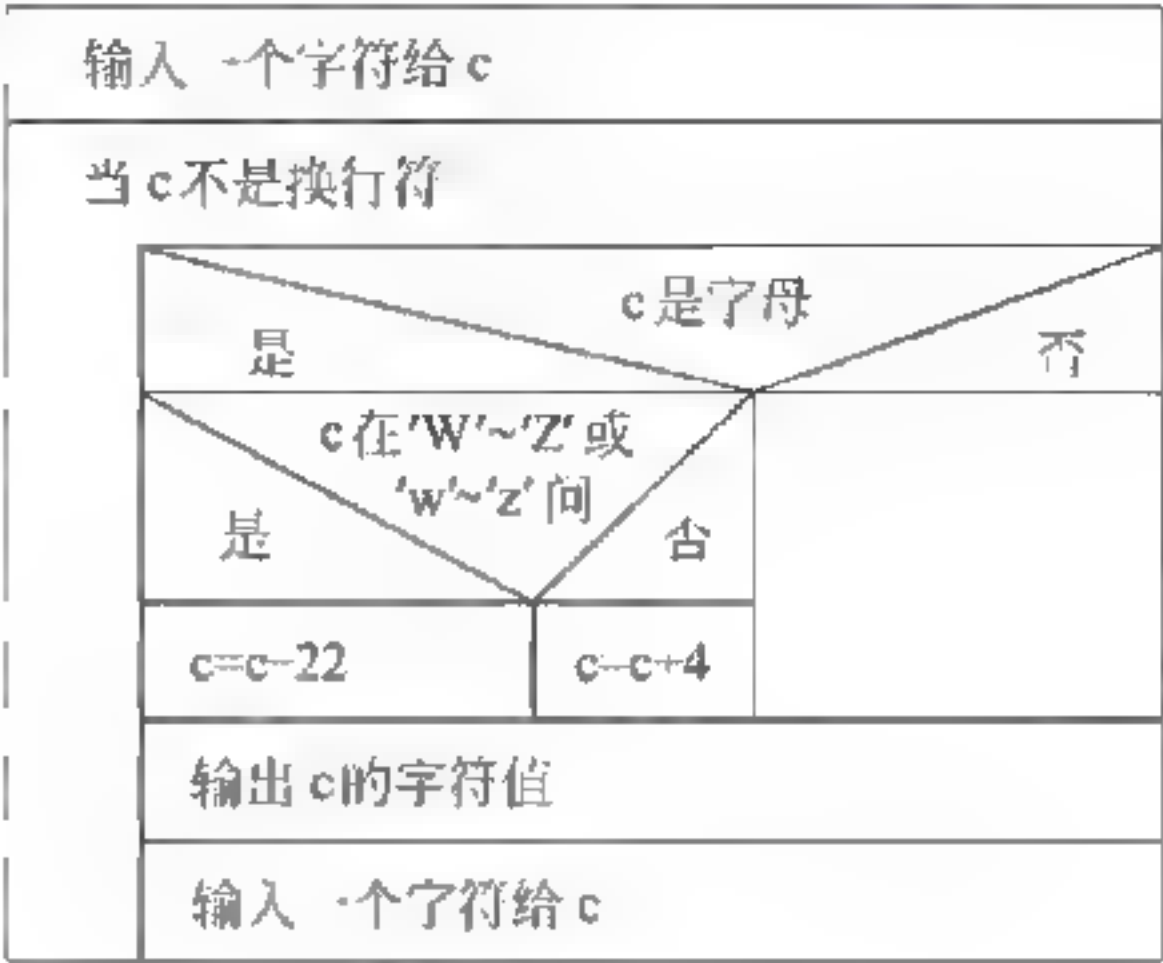 输入一个字符给c
当c不是换行符
c是字母
是
否
c在'W'~'Z'或
'w'~'z'间
是
否
c=c-22
c=c+4
输出c的字符值
输入一个字符给c